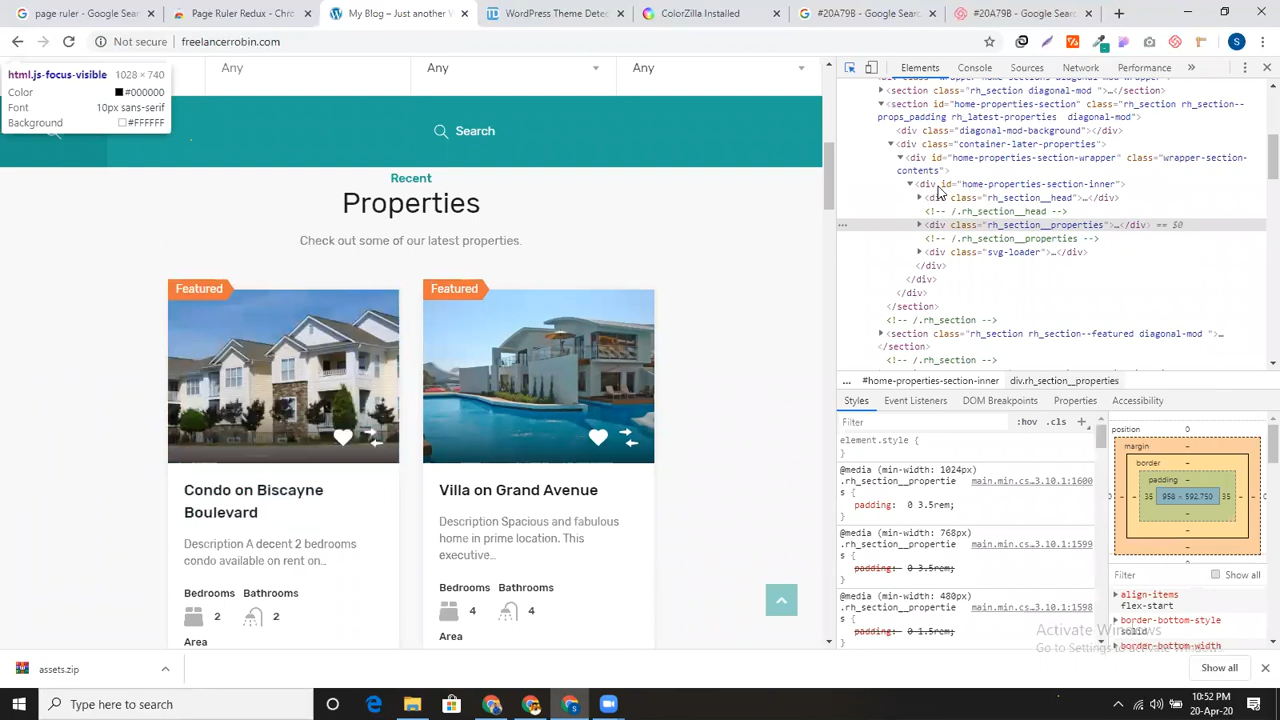 page ruler - Google Search
Page Ruler Redux - Chro
My Blog – Just another W
WordPress Theme Detec
ColorZilla Installed
#20A79B - Google Search
#20A79B - Google Search
Not secure
freelancerrobin.com
S
html.js-focus-visible 1028 × 740
Color #000000
Font 10px sans-serif
Background #FFFFFF
Any
Any
Any
Search
Recent
Properties
Check out some of our latest properties.
Featured
Featured
Condo on Biscayne
Boulevard
Description A decent 2 bedrooms
condo available on rent on...
Bedrooms Bathrooms
2 2
Area
Villa on Grand Avenue
Description Spacious and fabulous
home in prime location. This
executive...
Bedrooms Bathrooms
4 4
Area
Elements Console Sources Network Performance »
<section class="rh_section diagonal-mod ">…</section>
<section id="home-properties-section" class="rh_section rh_section--
props_padding rh_latest-properties  diagonal-mod">
<div class="diagonal-mod-background"></div>
<div class="container-later-properties">
<div id="home-properties-section-wrapper" class="wrapper-section-
contents">
<div id="home-properties-section-inner">
<div class="rh_section__head">…</div>
<!-- /.rh_section__head -->
… <div class="rh_section__properties">…</div> == $0
<!-- /.rh_section__properties -->
<div class="svg-loader">…</div>
</div>
</div>
</div>
</section>
<!-- /.rh_section -->
<section class="rh_section rh_section--featured diagonal-mod ">…
</section>
<!-- /.rh_section -->
... #home-properties-section-inner div.rh_section__properties
Styles Event Listeners DOM Breakpoints Properties Accessibility
Filter :hov .cls +
element.style {
}
@media (min-width: 1024px)
.rh_section__propertie main.min.cs…3.10.1:1600
s {
padding: 0 3.5rem;
}
@media (min-width: 768px)
.rh_section__propertie main.min.cs…3.10.1:1599
s {
padding: 0 3.5rem;
}
@media (min-width: 480px)
.rh_section__propertie main.min.cs…3.10.1:1598
s {
padding: 0 1.5rem;
position 0
margin –
border –
padding –
0 – – 35 958 × 592.750 35 – – 0
–
–
–
Filter Show all
align-items
flex-start
border-bottom-style
solid
border-bottom-width
Activate Windows
Go to Settings to activate Windows.
assets.zip
Show all
Type here to search
10:52 PM
20-Apr-20